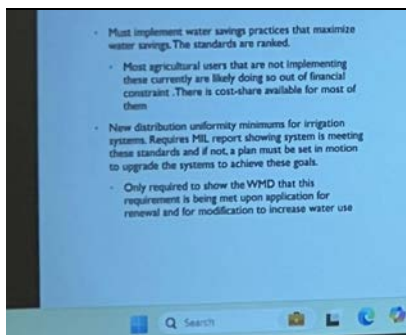 Must implement water savings practices that maximize
water savings. The standards are ranked.
Most agricultural users that are not implementing
these currently are likely doing so out of financial
constraint .There is cost-share available for most of
them
New distribution uniformity minimums for irrigation
systems. Requires MIL report showing system is meeting
these standards and if not, a plan must be set in motion
to upgrade the systems to achieve these goals.
Only required to show the WMD that this
requirement is being met upon application for
renewal and for modification to increase water use
Search